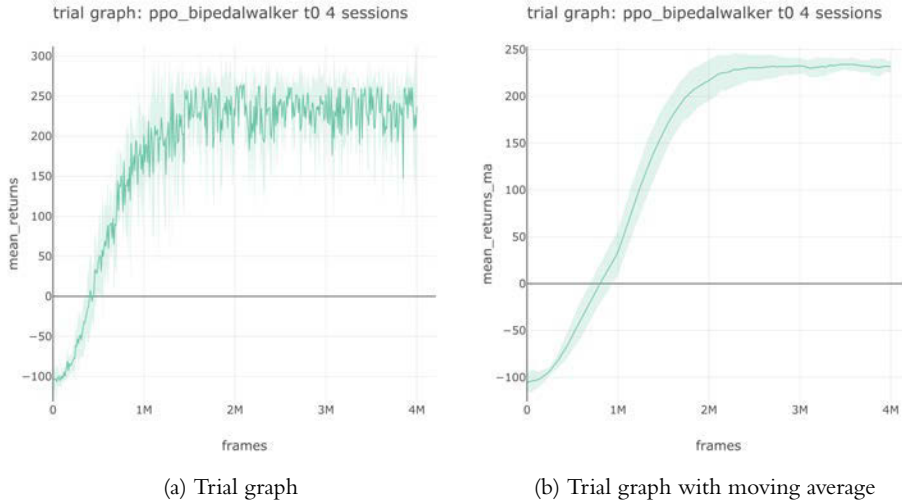 trial graph: ppo_bipedalwalker t0 4 sessions
300
250
200
150
100
50
0
−50
−100
mean_returns
0
1M
2M
3M
4M
frames
(a) Trial graph
trial graph: ppo_bipedalwalker t0 4 sessions
250
200
150
100
50
0
−50
−100
mean_returns_ma
0
1M
2M
3M
4M
frames
(b) Trial graph with moving average